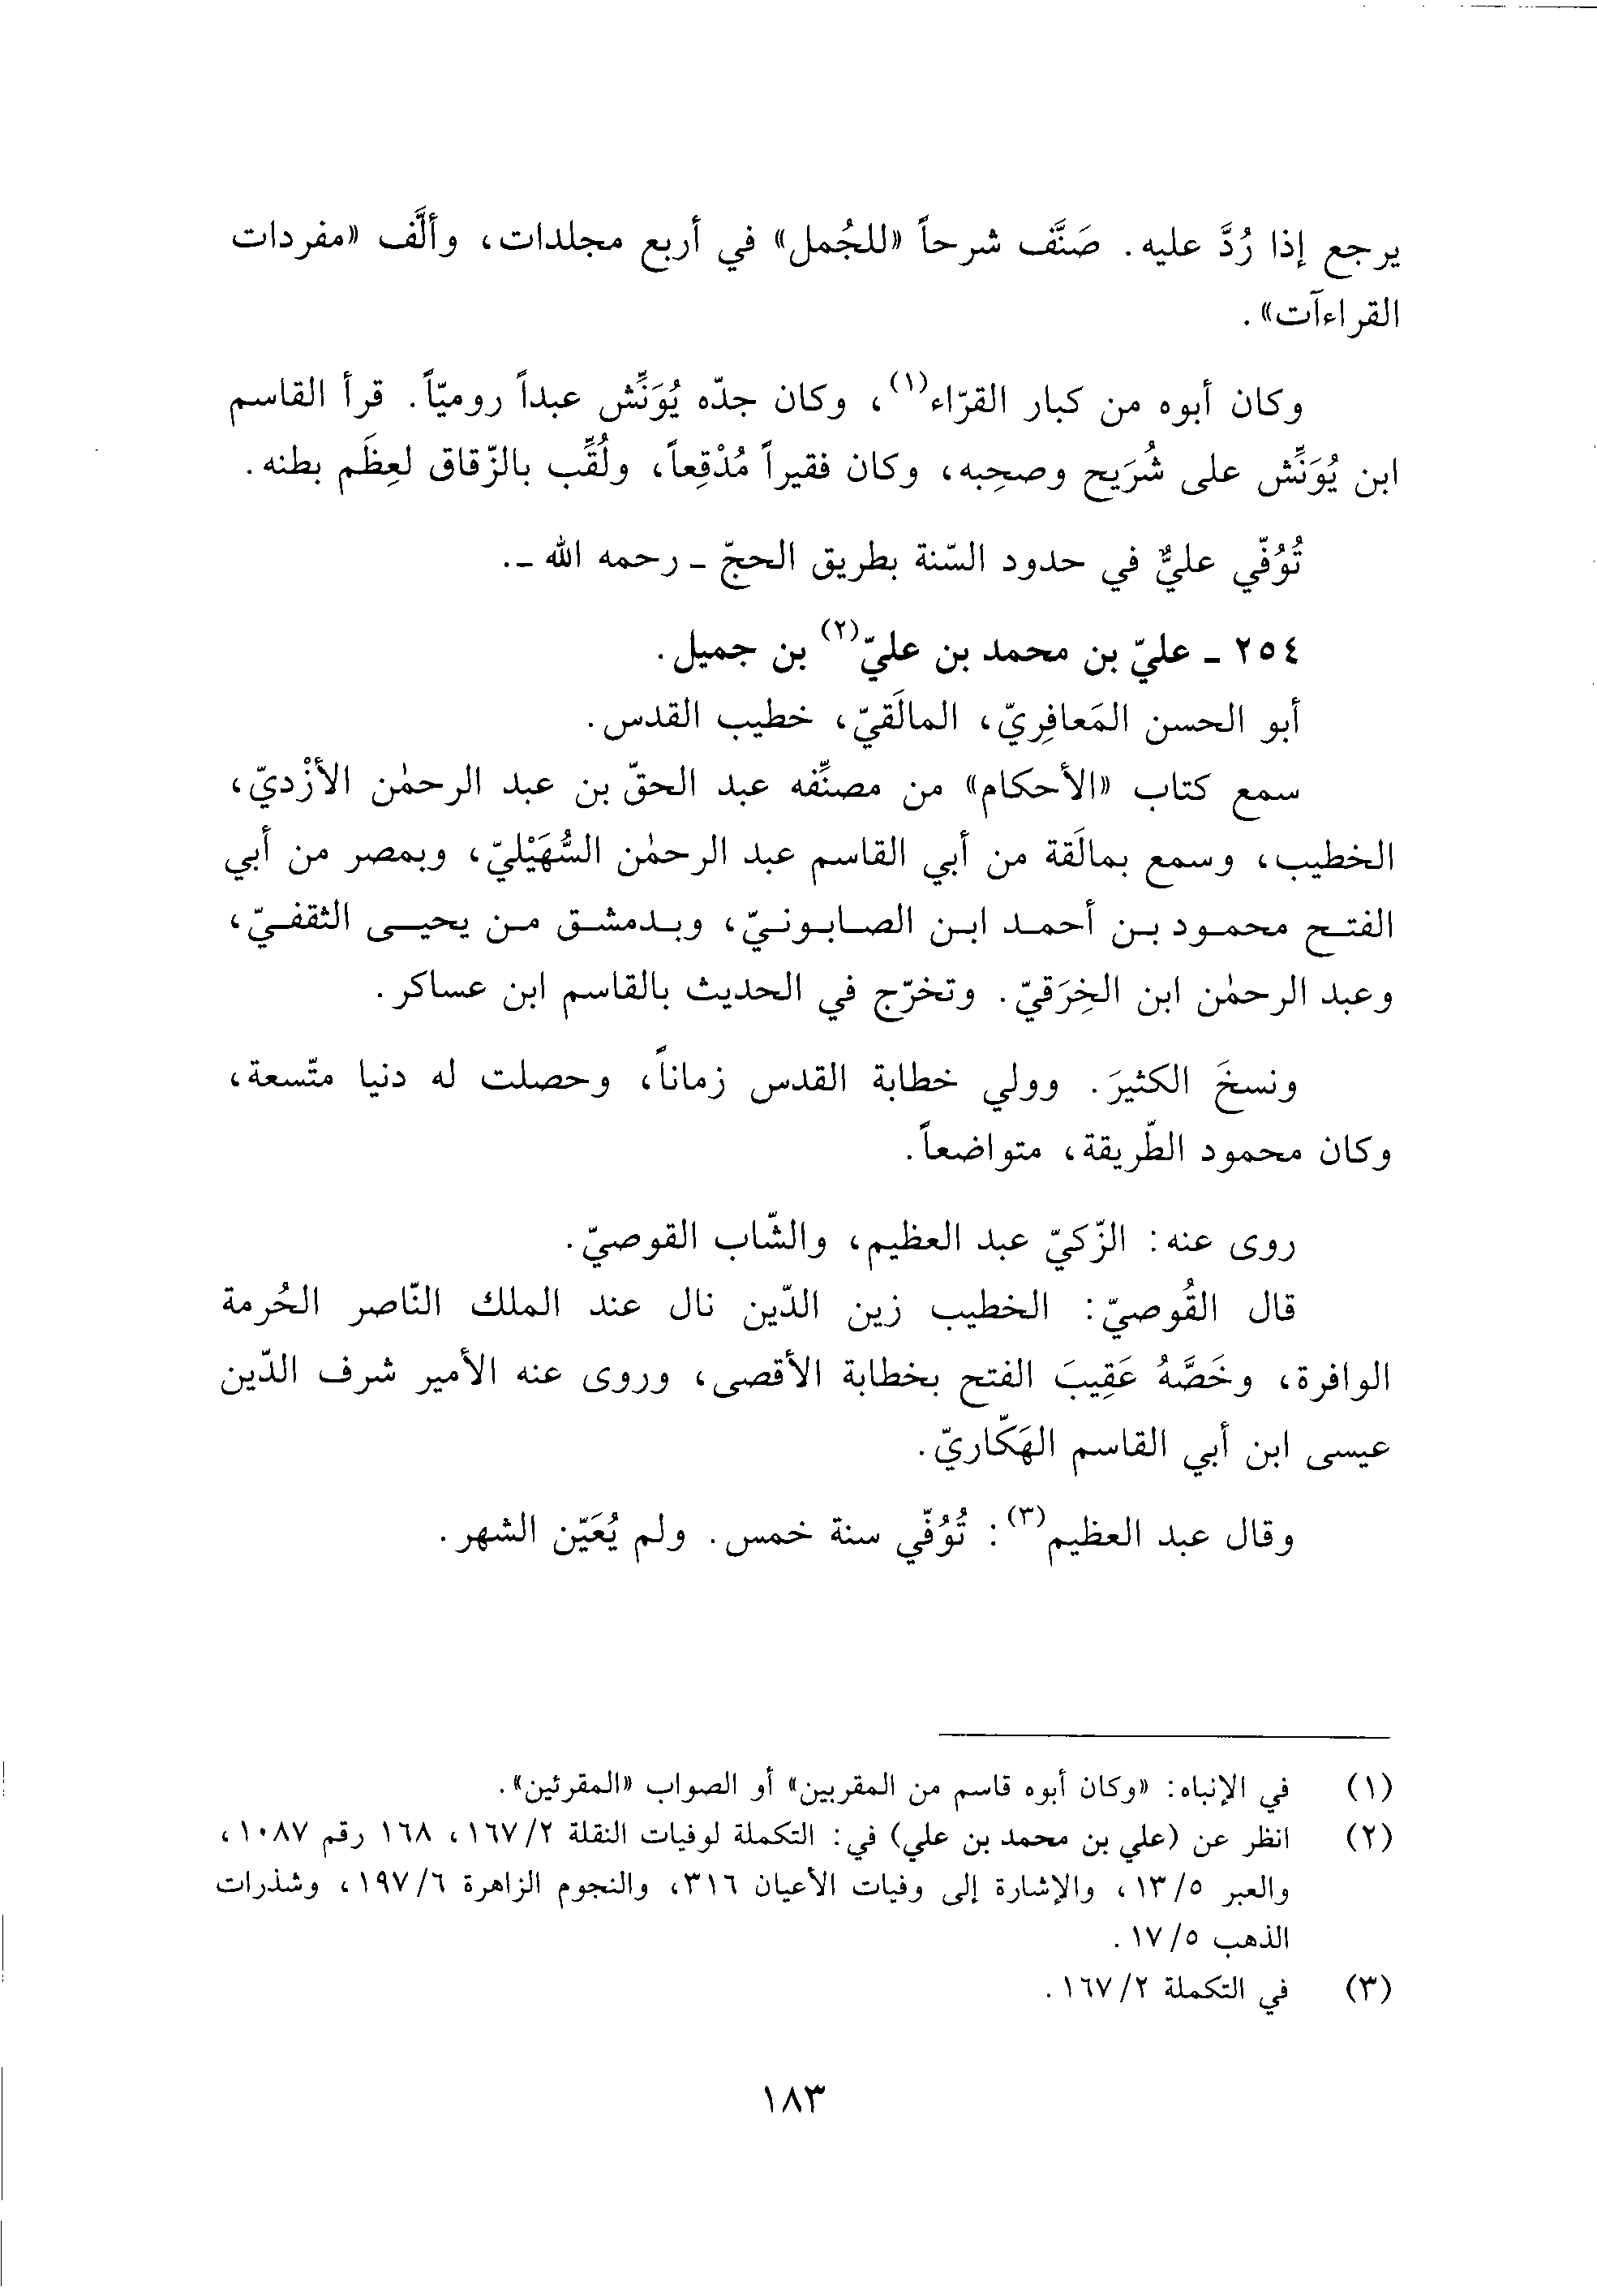 يرجع إذا رُدَّ عليه. صَنَّف شرحاً «للجُمل» في أربع مجلدات، وألَّف «مفردات
القراءآت».
وكان أبوه من كبار القرّاء(١)، وكان جدّه يُوَنِّش عبداً روميّاً. قرأ القاسم
ابن يُوَنِّش على شُرَيح وصحِبه، وكان فقيراً مُدْقِعاً، ولُقِّب بالزّقاق لعِظَم بطنه.
تُوُفّي عليٌّ في حدود السّنة بطريق الحجّ ـ رحمه الله ـ.
٢٥٤ ـ عليّ بن محمد بن عليّ(٢) بن جميل.
أبو الحسن المَعافِريّ، المالَقيّ، خطيب القدس.
سمع كتاب «الأحكام» من مصنِّفه عبد الحقّ بن عبد الرحمٰن الأزْديّ،
الخطيب، وسمع بمالَقة من أبي القاسم عبد الرحمٰن السُّهَيْليّ، وبمصر من أبي
الفتح محمود بن أحمد ابن الصابونيّ، وبدمشق من يحيى الثقفيّ،
وعبد الرحمٰن ابن الخِرَقيّ. وتخرّج في الحديث بالقاسم ابن عساكر.
ونسخَ الكثيرَ. وولي خطابة القدس زماناً، وحصلت له دنيا متّسعة،
وكان محمود الطّريقة، متواضعاً.
روى عنه: الزّكيّ عبد العظيم، والشّاب القوصيّ.
قال القُوصيّ: الخطيب زين الدّين نال عند الملك النّاصر الحُرمة
الوافرة، وخَصَّهُ عَقِيبَ الفتح بخطابة الأقصى، وروى عنه الأمير شرف الدّين
عيسى ابن أبي القاسم الهَكّاريّ.
وقال عبد العظيم(٣): تُوُفّي سنة خمس. ولم يُعَيّن الشهر.
(١) في الإنباه: «وكان أبوه قاسم من المقربين» أو الصواب «المقرئين».
(٢) انظر عن (علي بن محمد بن علي) في: التكملة لوفيات النقلة ٢/ ١٦٧، ١٦٨ رقم ١٠٨٧،
والعبر ٥/ ١٣، والإشارة إلى وفيات الأعيان ٣١٦، والنجوم الزاهرة ٦/ ١٩٧، وشذرات
الذهب ٥/ ١٧.
(٣) في التكملة ٢/ ١٦٧.
١٨٣